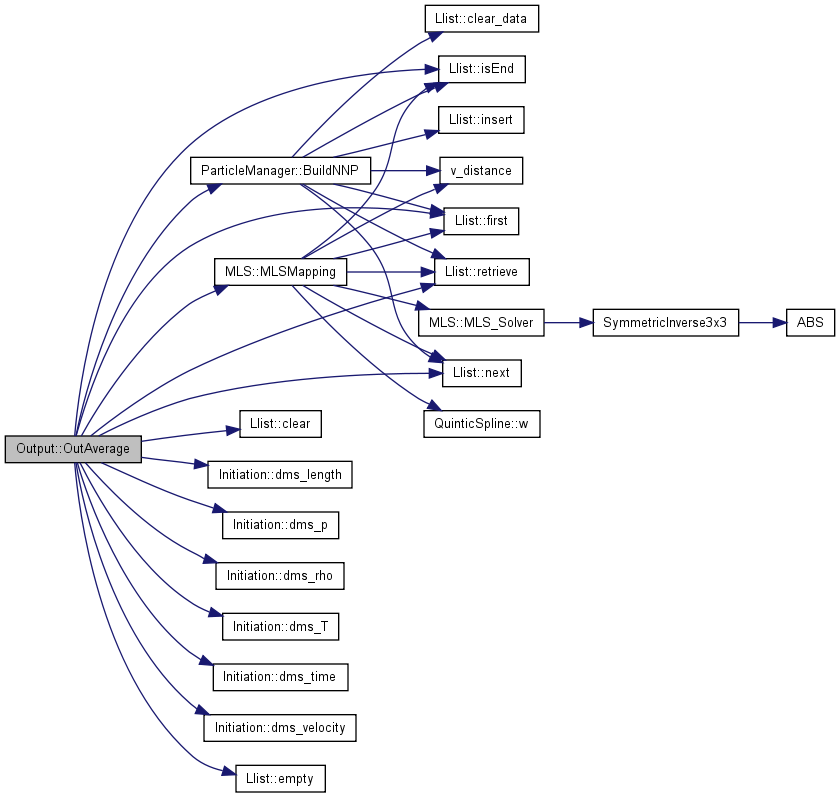 Llist::clear_data
Llist::isEnd
Llist::insert
ParticleManager::BuildNNP
v_distance
Llist::first
MLS::MLSMapping
Llist::retrieve
MLS::MLS_Solver
SymmetricInverse3x3
ABS
Llist::next
Llist::clear
QuinticSpline::w
Output::OutAverage
Initiation::dms_length
Initiation::dms_p
Initiation::dms_rho
Initiation::dms_T
Initiation::dms_time
Initiation::dms_velocity
Llist::empty